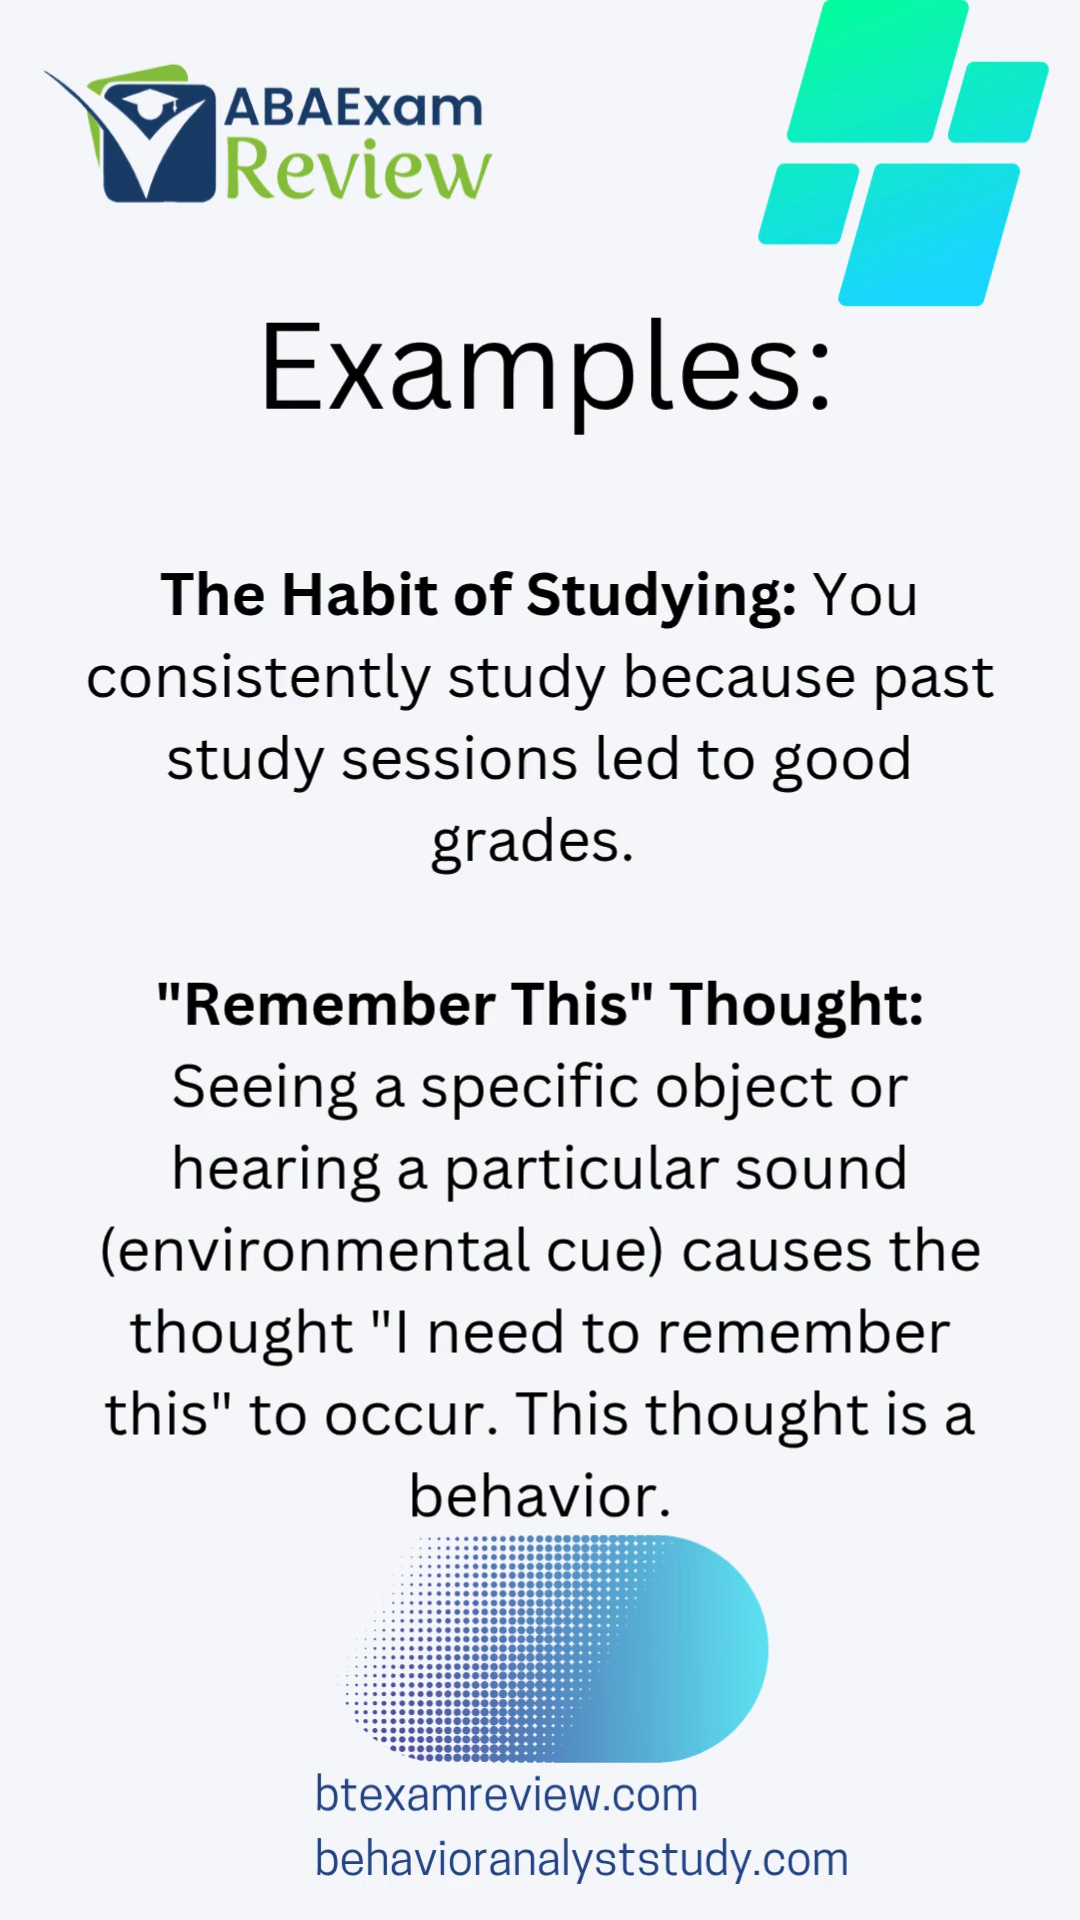 ABAExam
Review
Examples:
The Habit of Studying: You
consistently study because past
study sessions led to good
grades.
"Remember This" Thought:
Seeing a specific object or
hearing a particular sound
(environmental cue) causes the
thought "I need to remember
this" to occur. This thought is a
behavior.
btexamreview.com
behavioranalyststudy.com